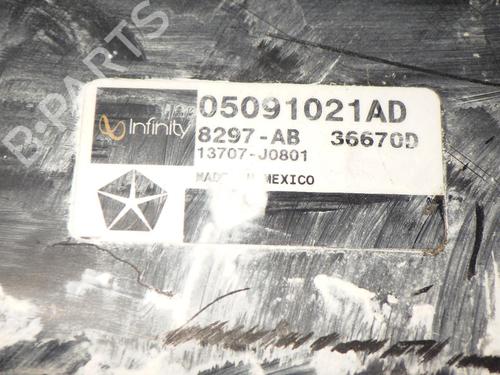 B-PARTS
Infinity
05091021AD
8297-AB 36670D
13707-J0801
MADE IN MEXICO